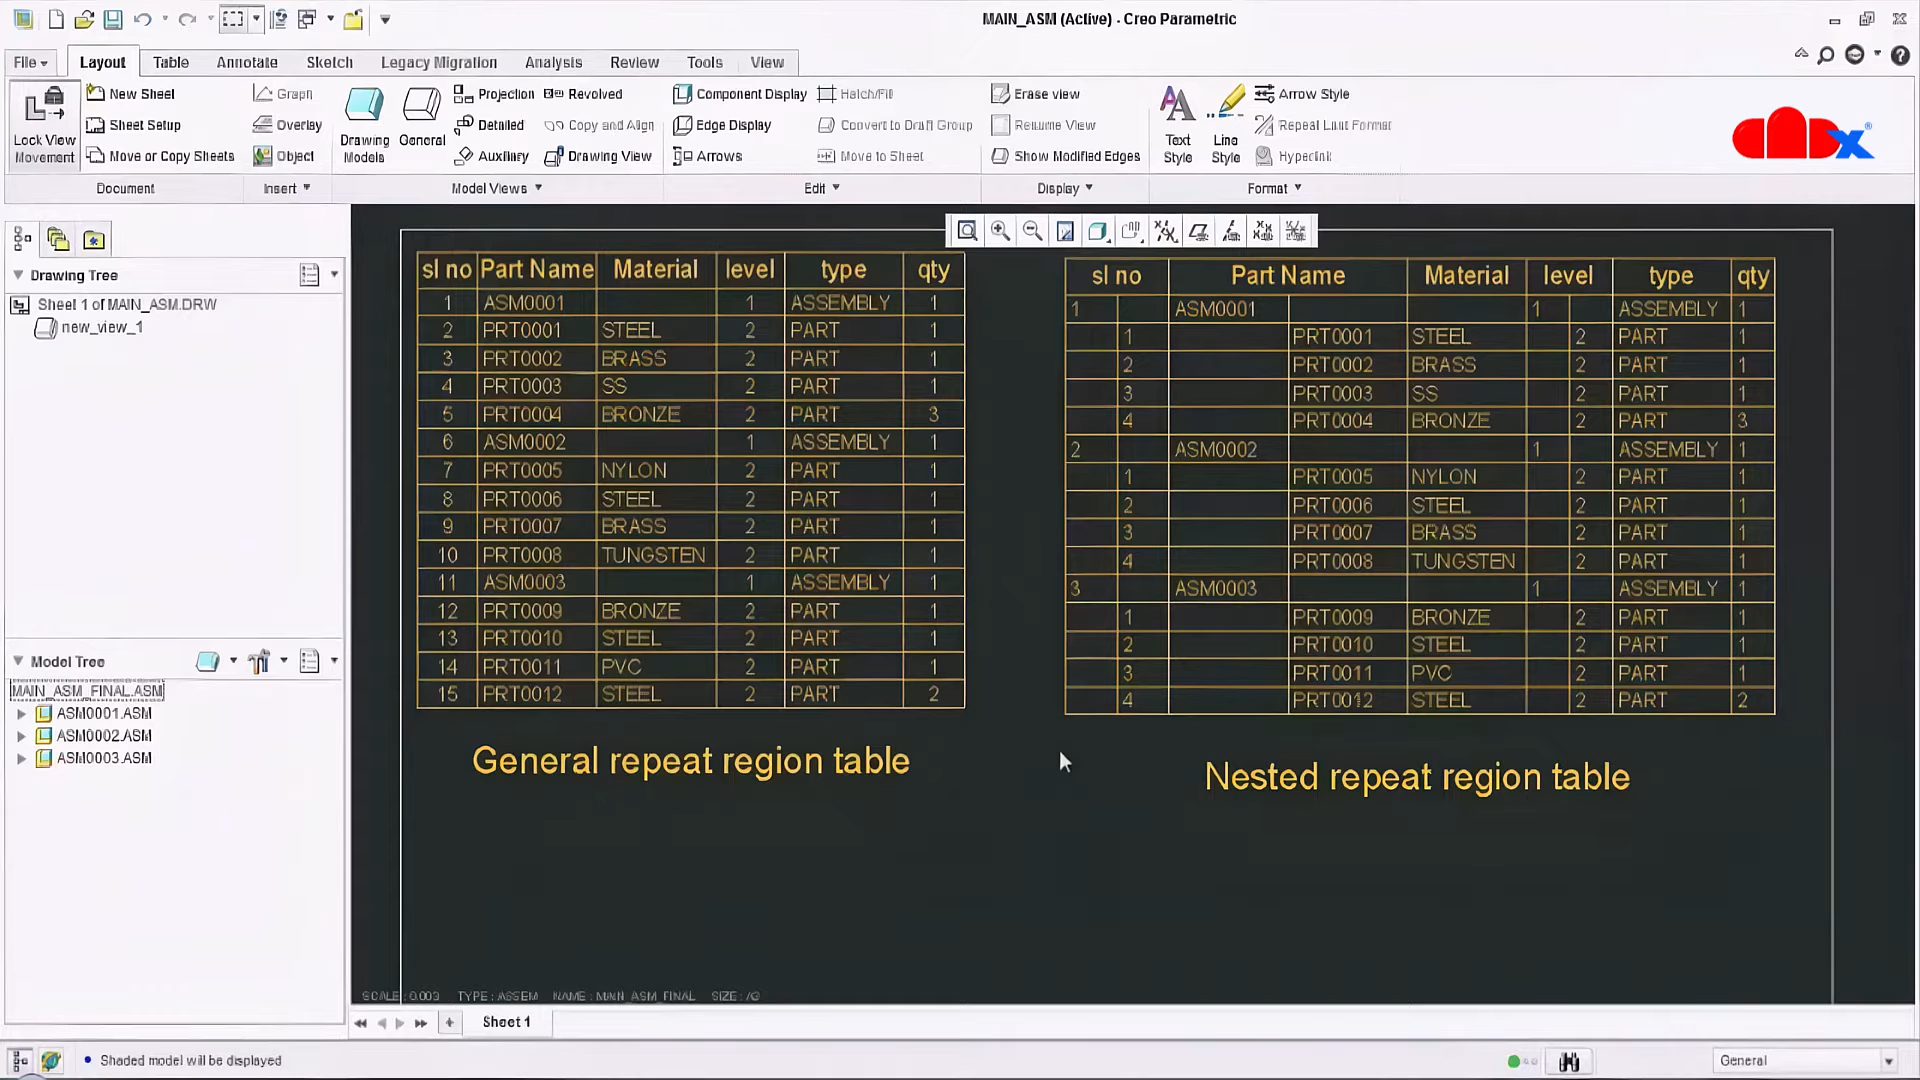 MAIN_ASM (Active) - Creo Parametric
File Layout Table Annotate Sketch Legacy Migration Analysis Review Tools View
Lock View Movement
New Sheet
Sheet Setup
Move or Copy Sheets
Document
Graph
Overlay
Object
Insert
Drawing Models
General
Projection
Detailed
Auxiliary
Revolved
Copy and Align
Drawing View
Model Views
Component Display
Edge Display
Arrows
Hatch/Fill
Convert to Draft Group
Move to Sheet
Edit
Erase view
Resume View
Show Modified Edges
Display
Text Style
Line Style
Arrow Style
Repeat Last Format
Hyperlink
Format
Drawing Tree
Sheet 1 of MAIN_ASM.DRW
new_view_1
Model Tree
MAIN_ASM_FINAL.ASM
ASM0001.ASM
ASM0002.ASM
ASM0003.ASM
sl no Part Name Material level type qty
1 ASM0001 1 ASSEMBLY 1
2 PRT0001 STEEL 2 PART 1
3 PRT0002 BRASS 2 PART 1
4 PRT0003 SS 2 PART 1
5 PRT0004 BRONZE 2 PART 3
6 ASM0002 1 ASSEMBLY 1
7 PRT0005 NYLON 2 PART 1
8 PRT0006 STEEL 2 PART 1
9 PRT0007 BRASS 2 PART 1
10 PRT0008 TUNGSTEN 2 PART 1
11 ASM0003 1 ASSEMBLY 1
12 PRT0009 BRONZE 2 PART 1
13 PRT0010 STEEL 2 PART 1
14 PRT0011 PVC 2 PART 1
15 PRT0012 STEEL 2 PART 2
General repeat region table
sl no Part Name Material level type qty
1 ASM0001 1 ASSEMBLY 1
1 PRT0001 STEEL 2 PART 1
2 PRT0002 BRASS 2 PART 1
3 PRT0003 SS 2 PART 1
4 PRT0004 BRONZE 2 PART 3
2 ASM0002 1 ASSEMBLY 1
1 PRT0005 NYLON 2 PART 1
2 PRT0006 STEEL 2 PART 1
3 PRT0007 BRASS 2 PART 1
4 PRT0008 TUNGSTEN 2 PART 1
3 ASM0003 1 ASSEMBLY 1
1 PRT0009 BRONZE 2 PART 1
2 PRT0010 STEEL 2 PART 1
3 PRT0011 PVC 2 PART 1
4 PRT0012 STEEL 2 PART 2
Nested repeat region table
SCALE : 0.003 TYPE : ASSEM NAME : MAIN_ASM_FINAL SIZE :
Sheet 1
Shaded model will be displayed
General